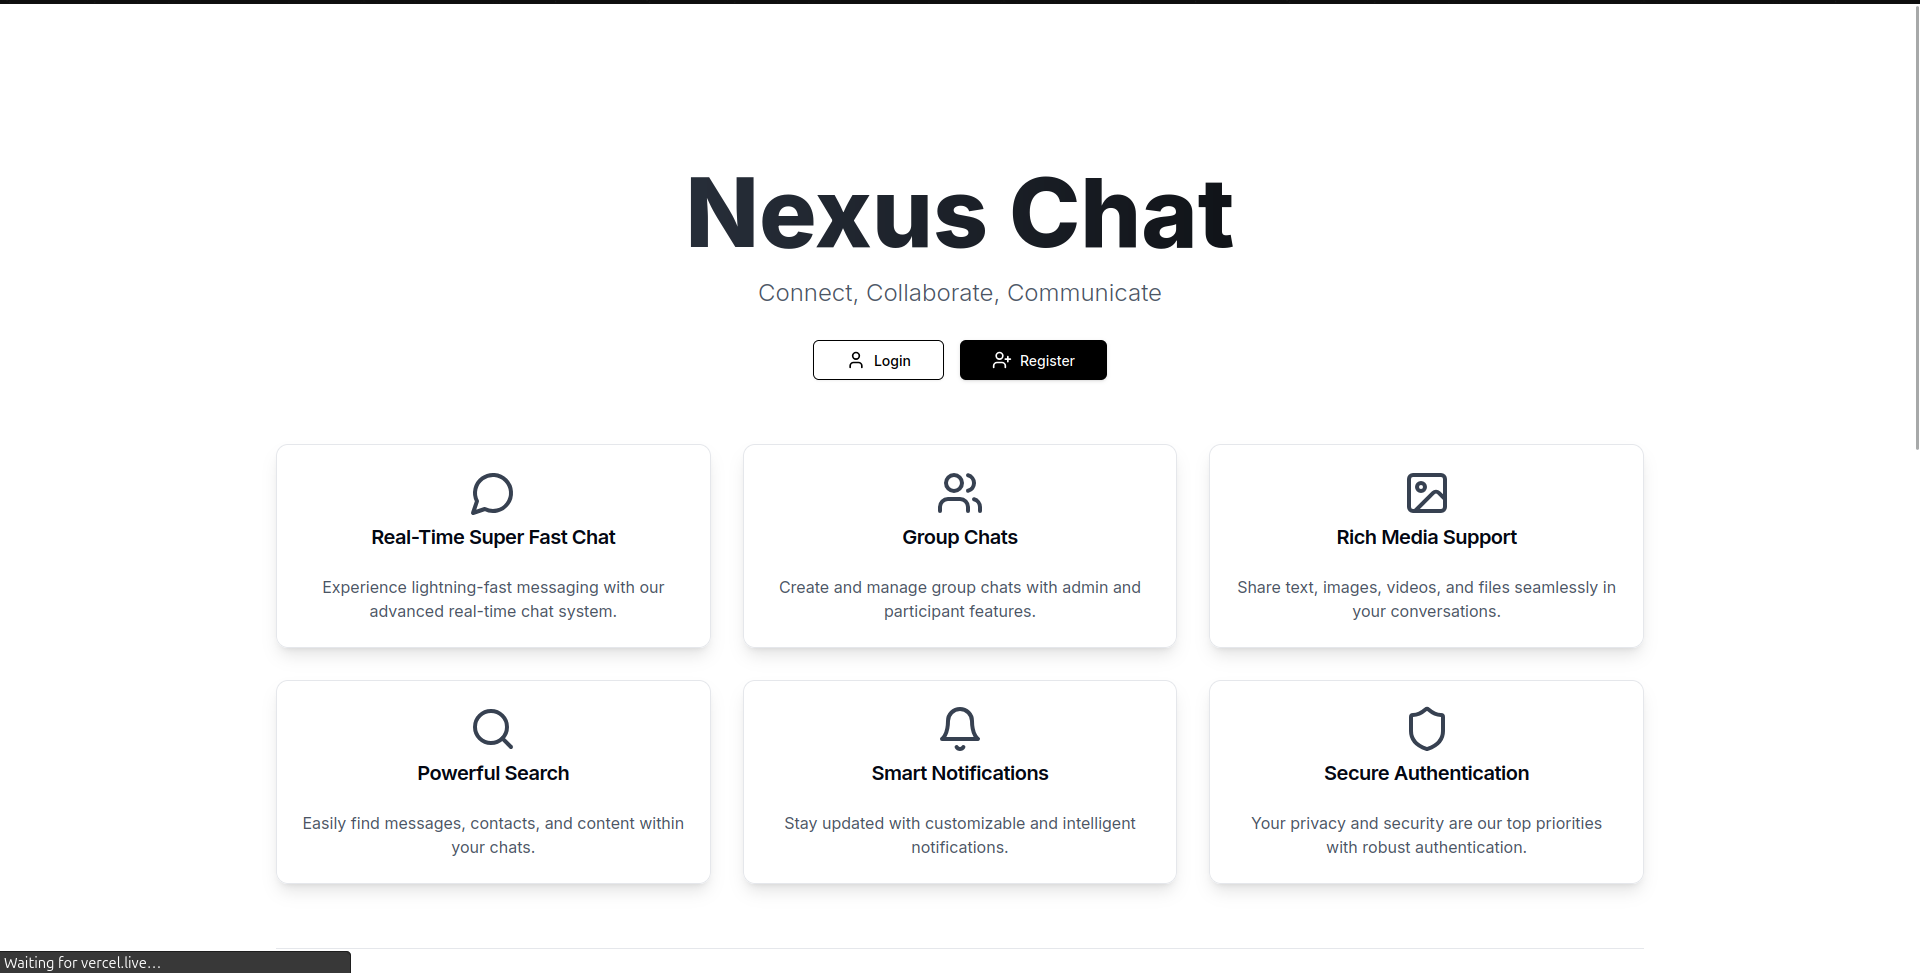 Nexus Chat
Connect, Collaborate, Communicate
Login
Register
Real-Time Super Fast Chat
Experience lightning-fast messaging with our
advanced real-time chat system.
Group Chats
Create and manage group chats with admin and
participant features.
Rich Media Support
Share text, images, videos, and files seamlessly in
your conversations.
Powerful Search
Easily find messages, contacts, and content within
your chats.
Smart Notifications
Stay updated with customizable and intelligent
notifications.
Secure Authentication
Your privacy and security are our top priorities
with robust authentication.
Waiting for vercel.live…